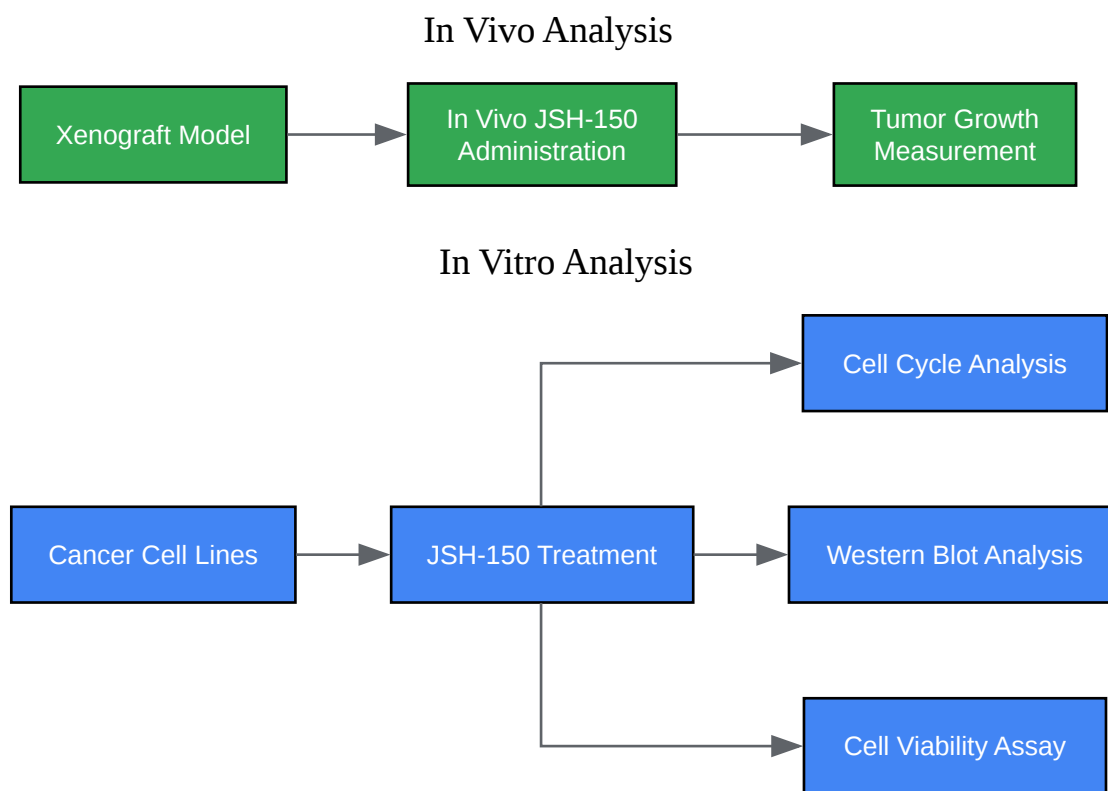 In Vivo Analysis
Xenograft Model
In Vivo JSH-150
Administration
Tumor Growth
Measurement
In Vitro Analysis
Cell Cycle Analysis
Cancer Cell Lines
JSH-150 Treatment
Western Blot Analysis
Cell Viability Assay